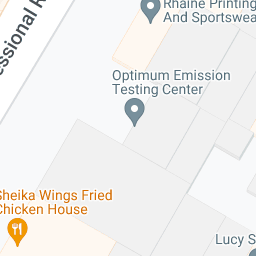 Rhaine Printing
And Sportswea
essional R
Optimum Emission
Testing Center
Sheika Wings Fried
Chicken House
Lucy S